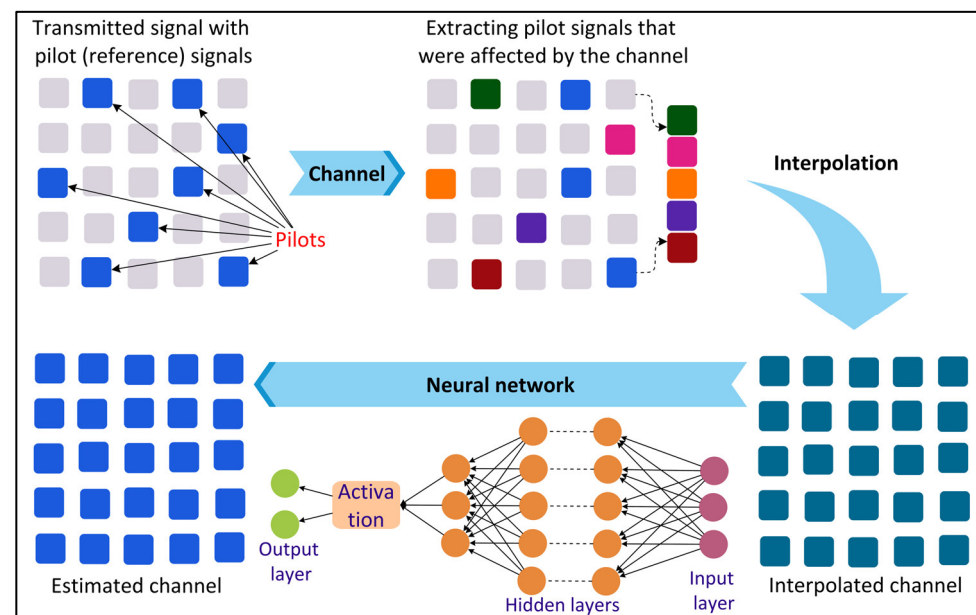 Transmitted signal with
pilot (reference) signals
Extracting pilot signals that
were affected by the channel
Channel
Interpolation
Pilots
Neural network
Activa
tion
Output
layer
Hidden layers
Input
layer
Estimated channel
Interpolated channel